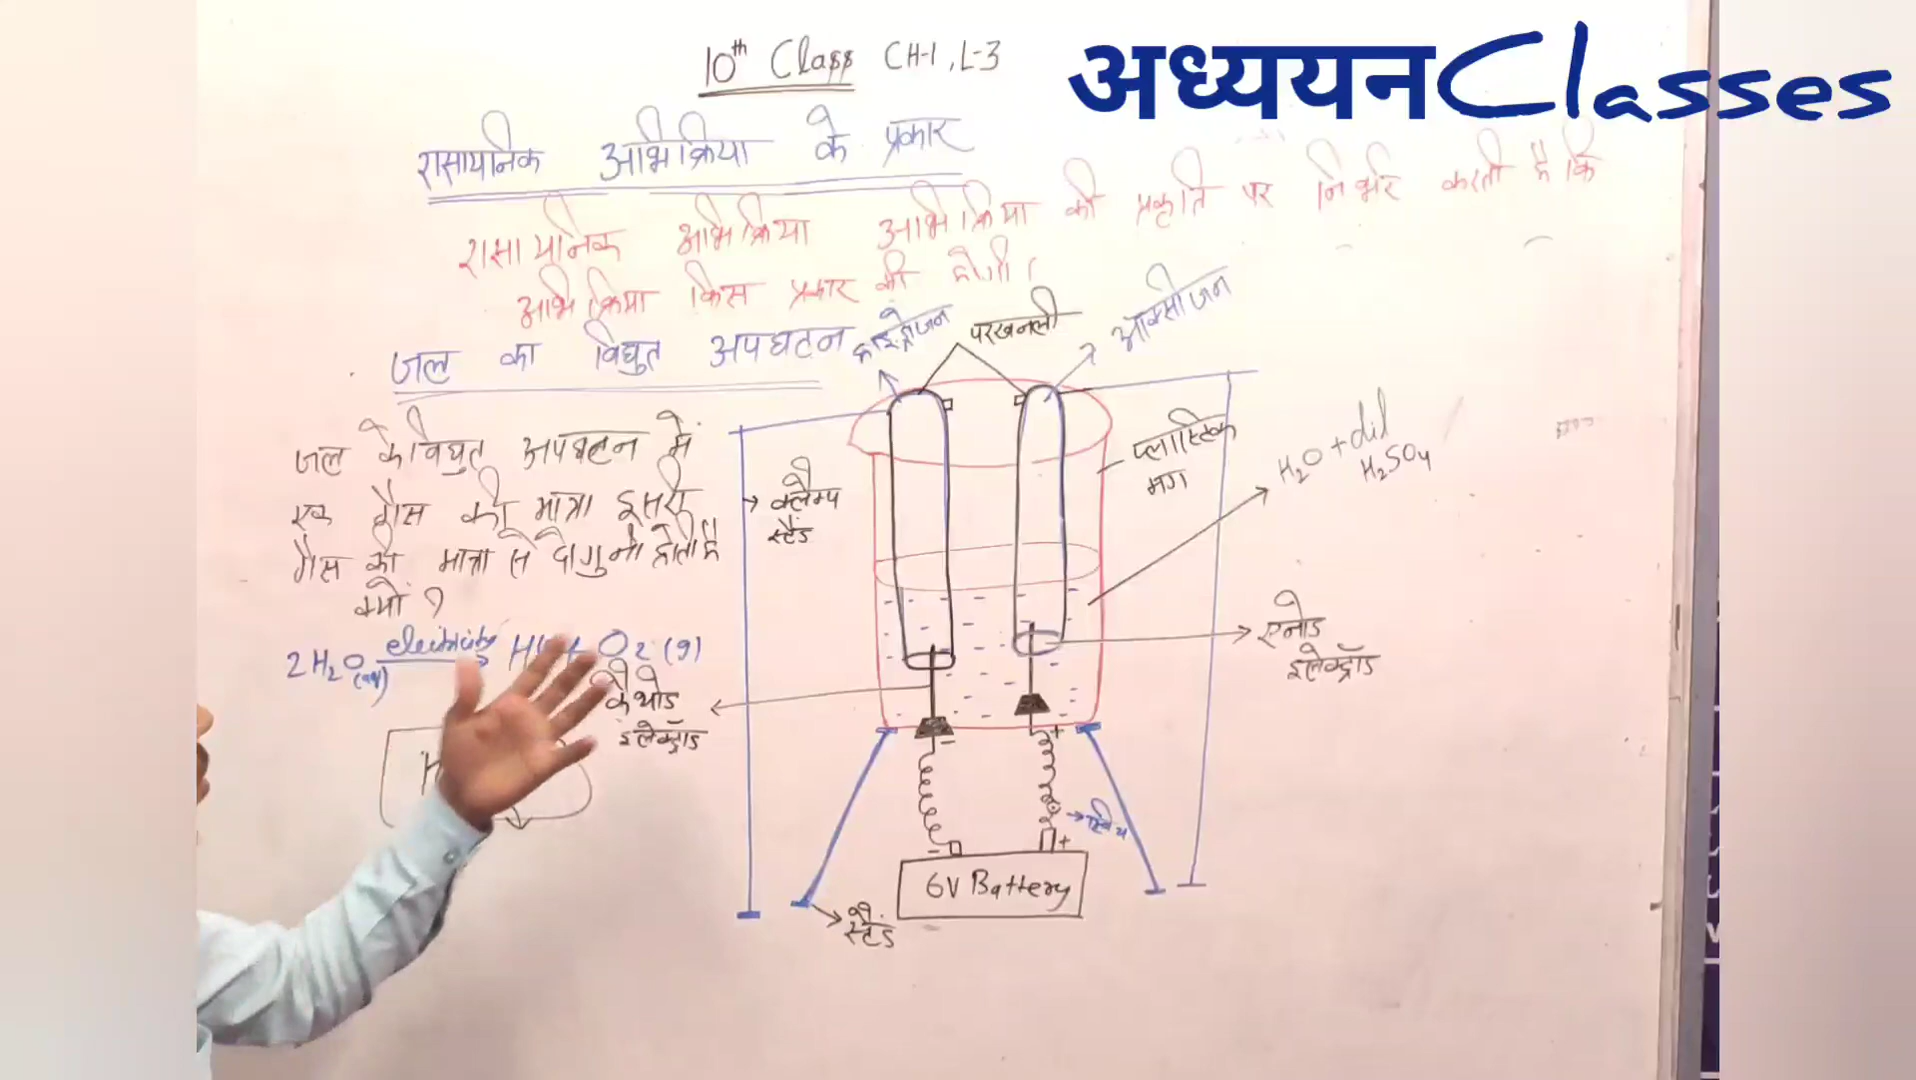 10th Class CH-1, L-3
अध्ययन Classes
रासायनिक अभिक्रिया के प्रकार
रासायनिक अभिक्रिया अभिक्रिया की प्रकृति पर निर्भर करती है कि
अभिक्रिया किस प्रकार की होगी।
जल का विघुत अपघटन
हाइड्रोजन
परखनली
ऑक्सीजन
जल के विघुत अपघटन में
एक गैस की मात्रा दुसरी
गैस की मात्रा से दोगुनी होती है
क्यों ?
2H2O (aq) electricity
O2 (g)
क्लैम्प
स्टैंड
प्लास्टिक
मग
H2O + dil
H2SO4
एनोड
इलेक्ट्रॉड
कैथोड
इलेक्ट्रॉड
- +
- +
6V Battery
स्टैंड